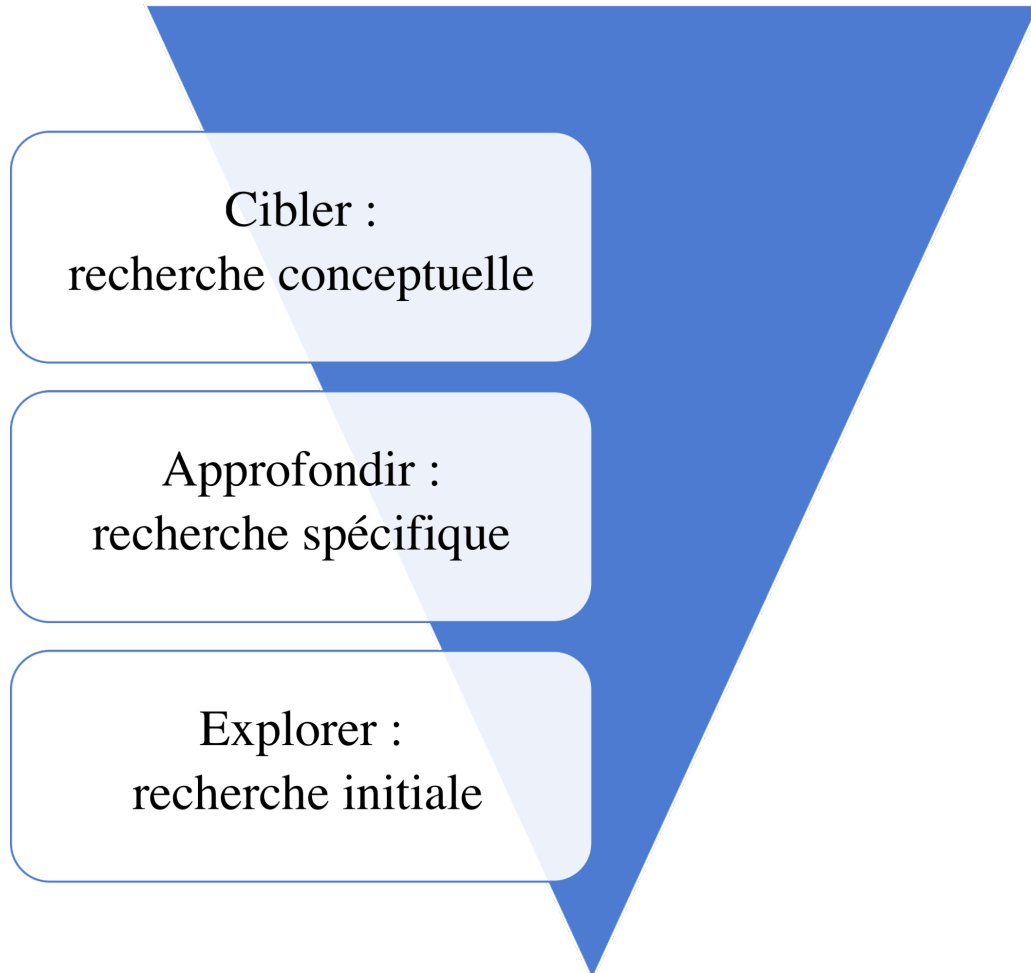 Cibler :
recherche conceptuelle
Approfondir :
recherche spécifique
Explorer :
recherche initiale